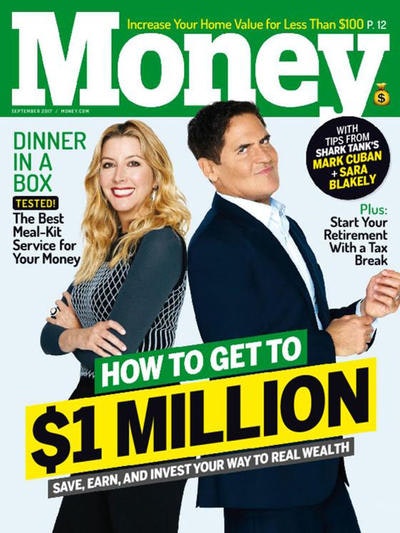 Increase Your Home Value for Less Than $100 P. 12
Money
SEPTEMBER 2017 / MONEY.COM
DINNER
IN A
BOX
TESTED!
The Best
Meal-Kit
Service for
Your Money
WITH
TIPS FROM
SHARK TANK'S
MARK CUBAN
+ SARA
BLAKELY
Plus:
Start Your
Retirement
With a Tax
Break
HOW TO GET TO
$1 MILLION
SAVE, EARN, AND INVEST YOUR WAY TO REAL WEALTH